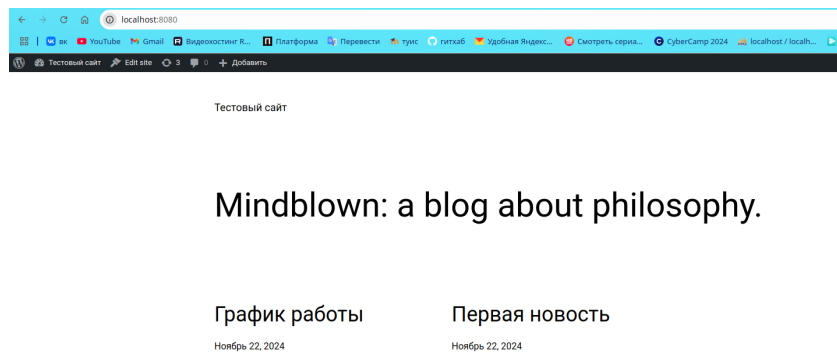 localhost:8080
вк YouTube Gmail Видеохостинг R... Платформа Перевести туис гитхаб Удобная Яндекс... Смотреть сериа... CyberCamp 2024 localhost / localh...
Тестовый сайт Edit site 3 0 + Добавить
Тестовый сайт
Mindblown: a blog about philosophy.
График работы Первая новость
Ноябрь 22, 2024 Ноябрь 22, 2024